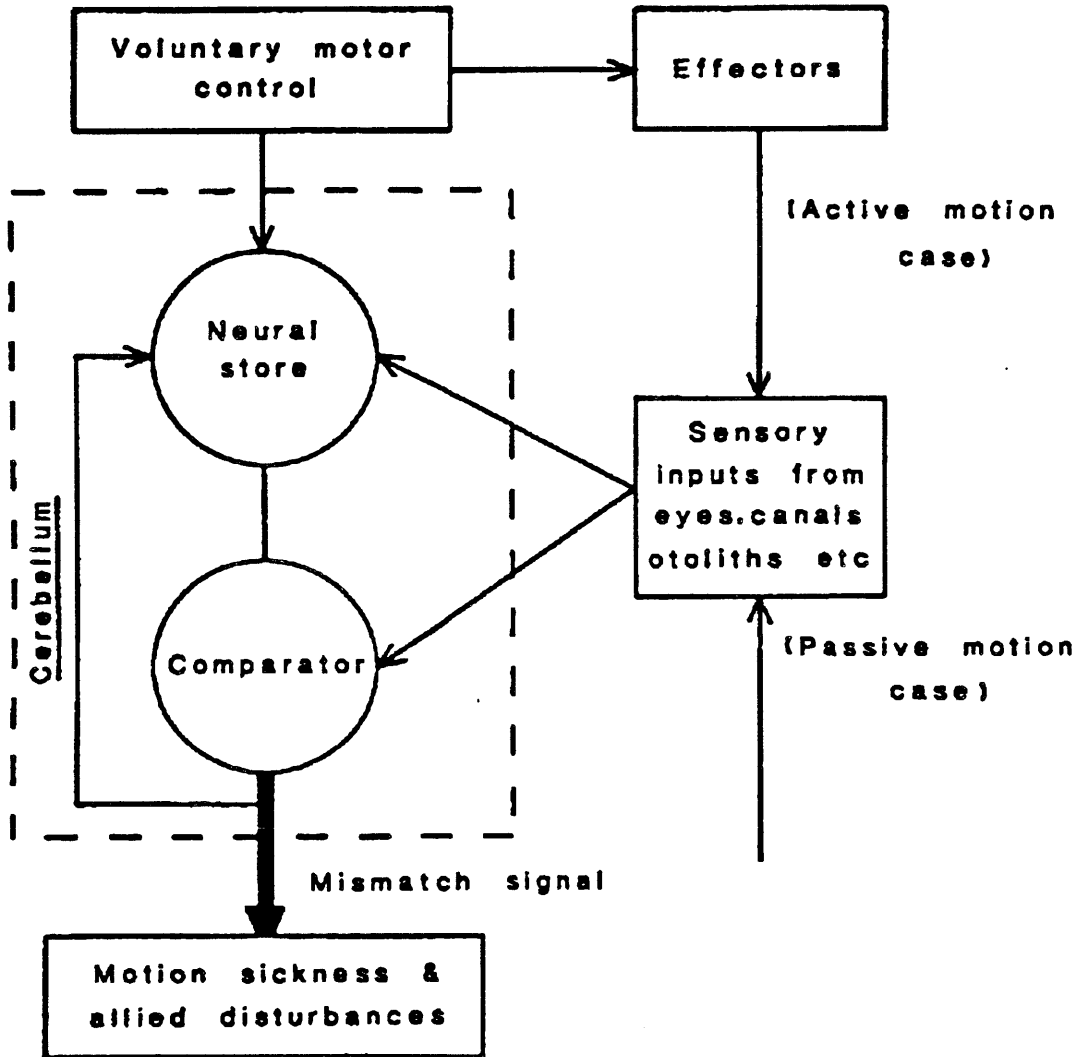 Voluntary motor
control
Effectors
(Active motion
case)
Neural
store
Sensory
inputs from
eyes.canals
otoliths etc
Cerebellum
Comparator
(Passive motion
case)
Mismatch signal
Motion sickness &
allied disturbances